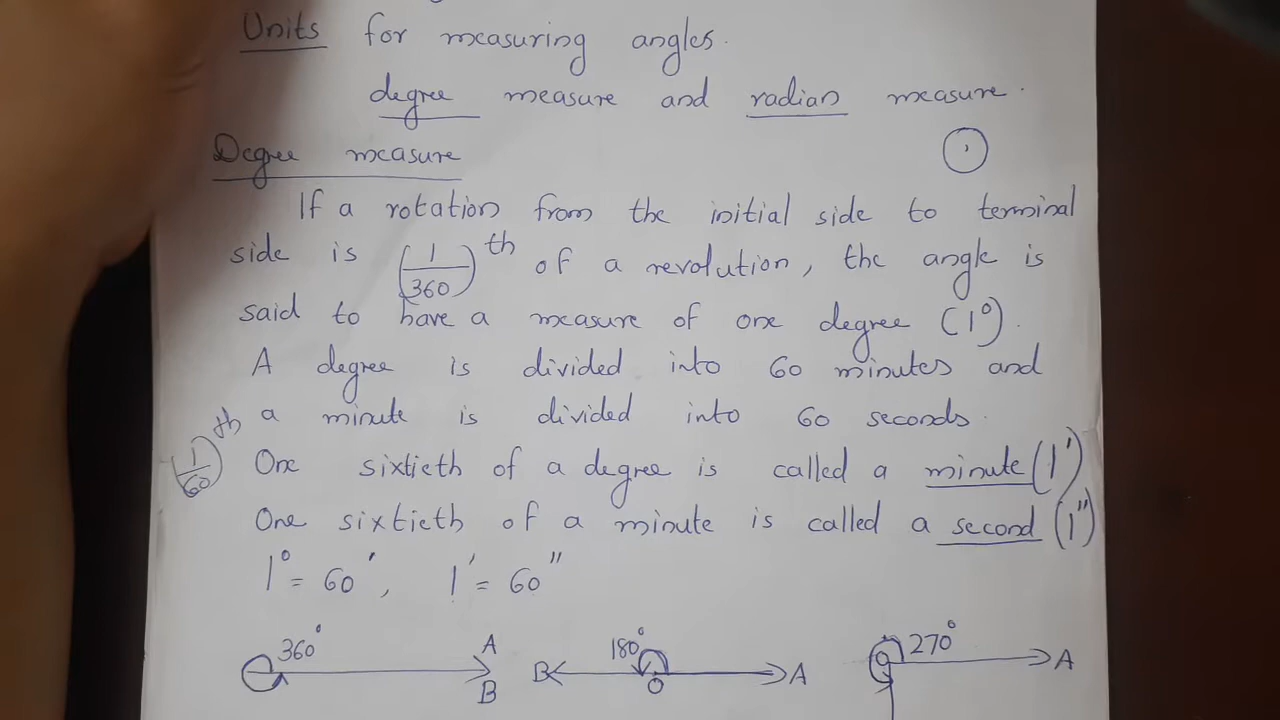 Units for measuring angles.
degree measure and radian measure.
Degree measure
If a rotation from the initial side to terminal
side is (1/360)th of a revolution, the angle is
said to have a measure of one degree (1°).
A degree is divided into 60 minutes and
a minute is divided into 60 seconds.
(1/60)th
One sixtieth of a degree is called a minute (1')
One sixtieth of a minute is called a second (1")
1° = 60', 1' = 60"
360° A B
180° B O A
270° A